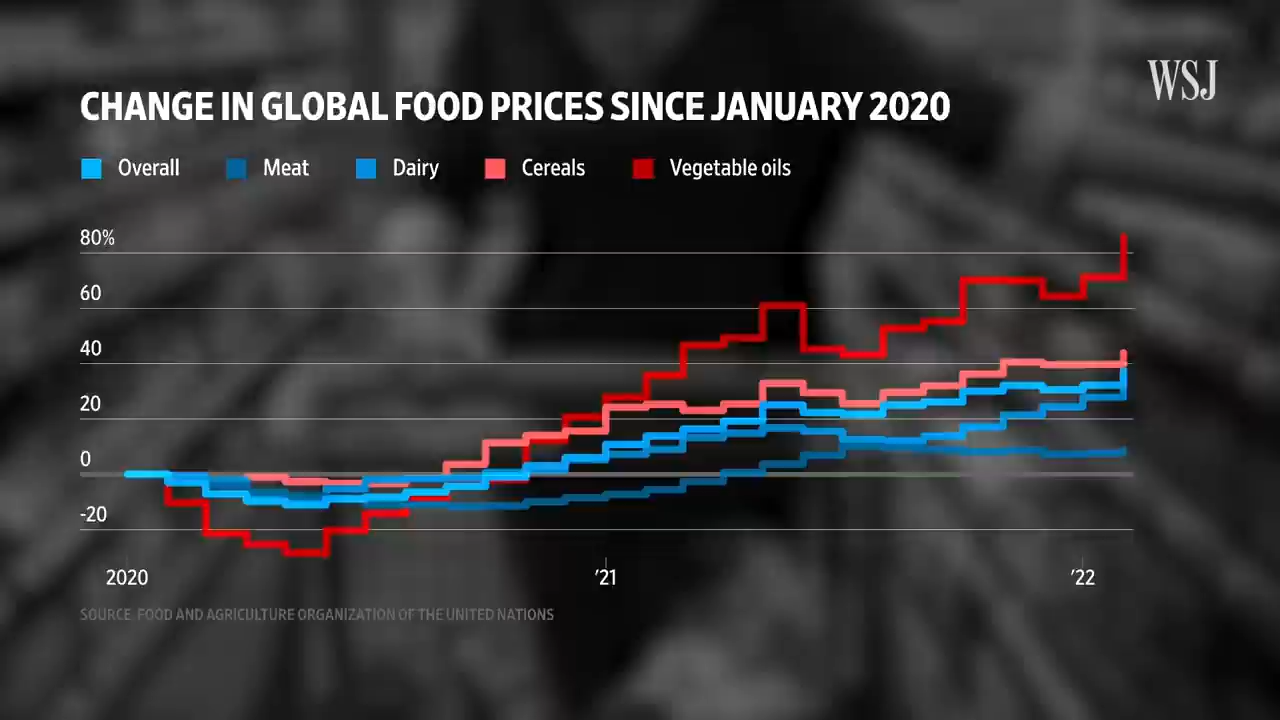 WSJ
CHANGE IN GLOBAL FOOD PRICES SINCE JANUARY 2020
Overall Meat Dairy Cereals Vegetable oils
80%
60
40
20
0
-20
2020 '21 '22
SOURCE: FOOD AND AGRICULTURE ORGANIZATION OF THE UNITED NATIONS